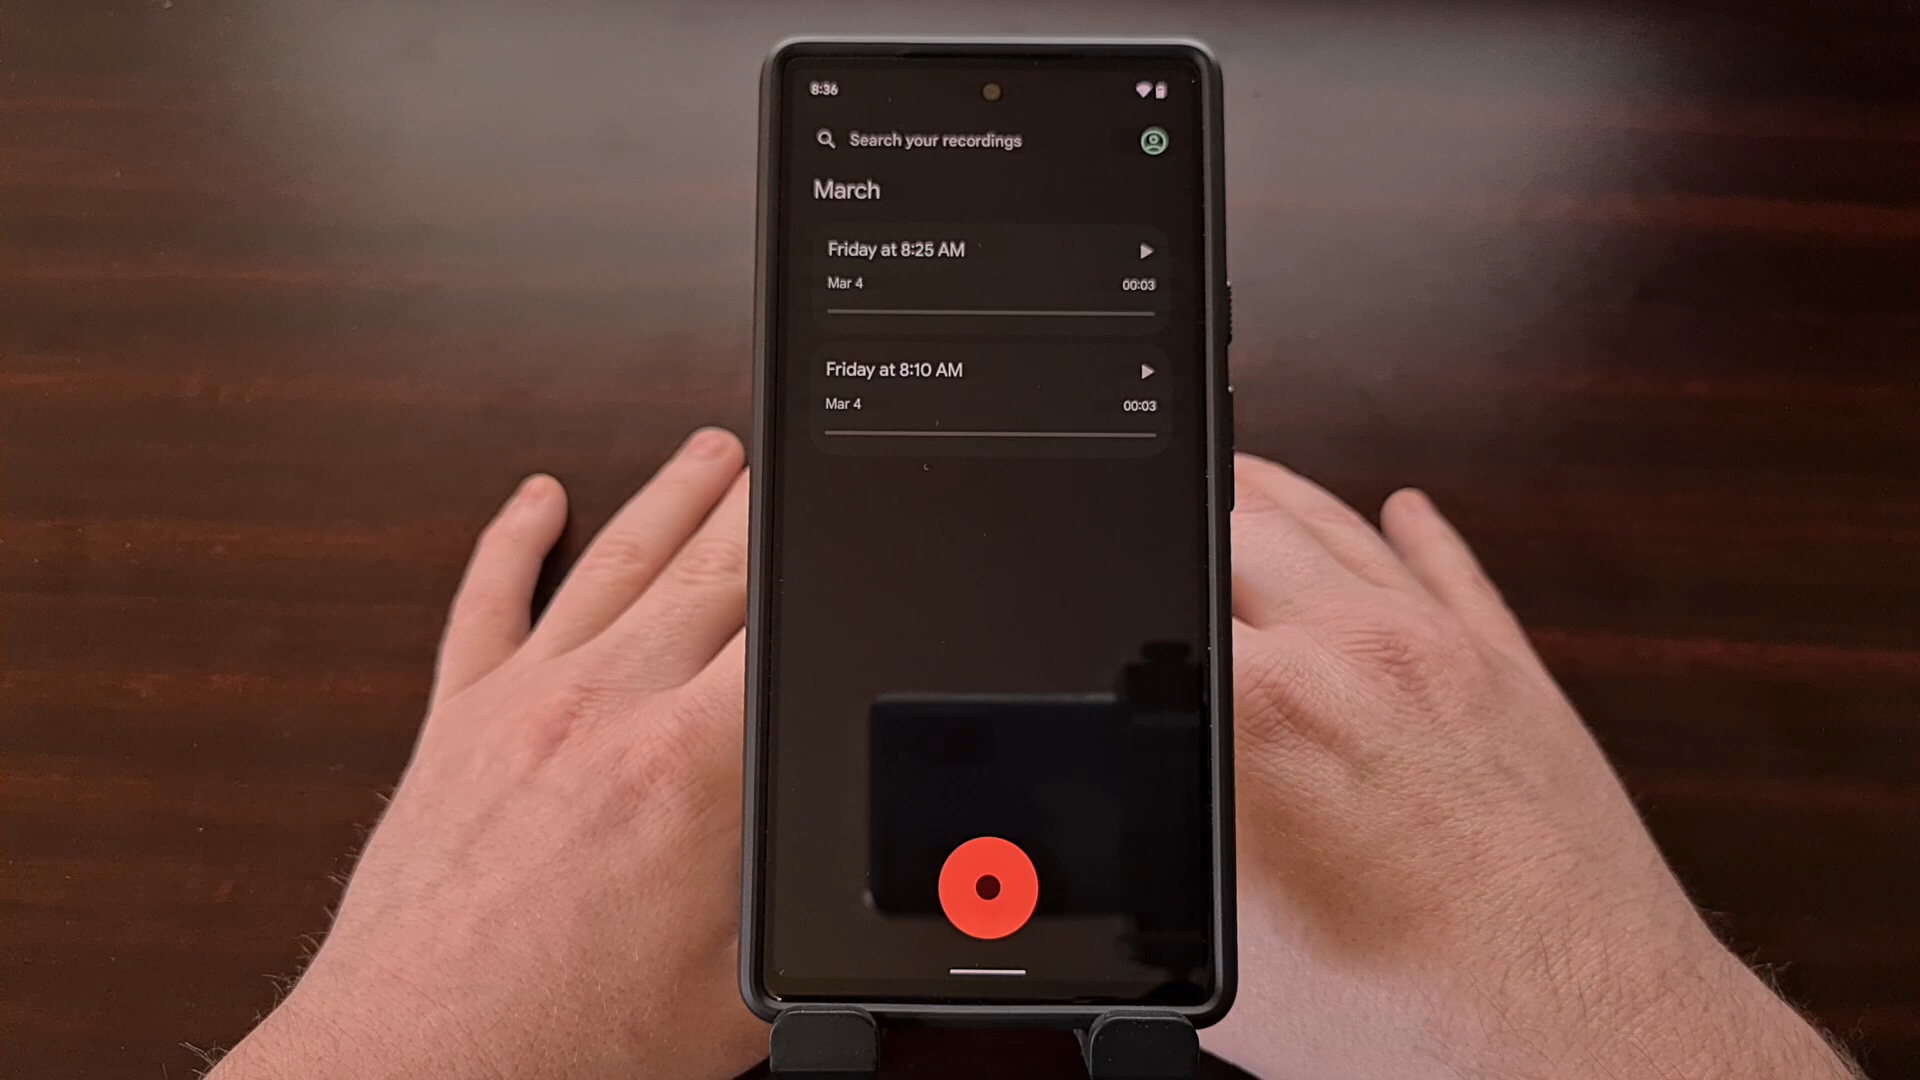 8:36
Search your recordings
March
Friday at 8:25 AM
Mar 4
00:03
Friday at 8:10 AM
Mar 4
00:03